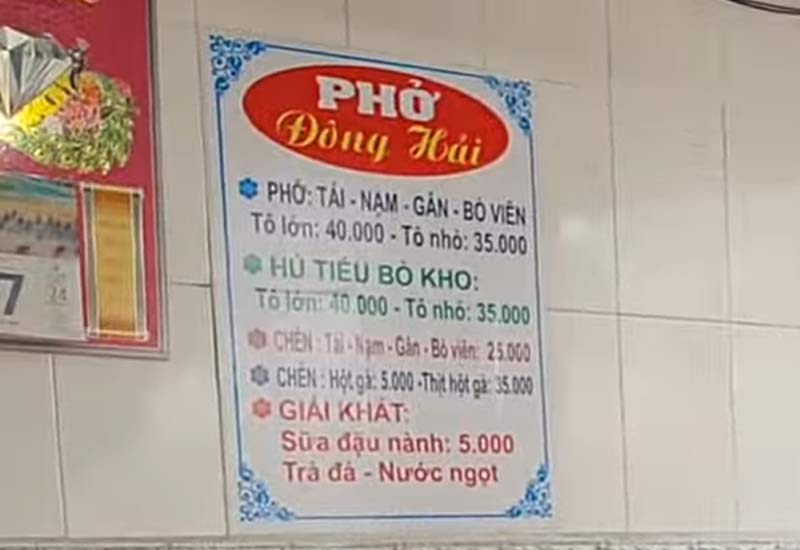 PHỞ
Đông Hải
PHỞ: TÁI - NẠM - GÂN - BÒ VIÊN
Tô lớn: 40.000 - Tô nhỏ: 35.000
HỦ TIẾU BÒ KHO:
Tô lớn: 40.000 - Tô nhỏ: 35.000
CHÉN : Tái - Nạm - Gân - Bò viên: 25.000
CHÉN : Hột gà: 5.000 -Thịt hột gà: 35.000
GIẢI KHÁT:
Sữa đậu nành: 5.000
Trà đá - Nước ngọt
7
24